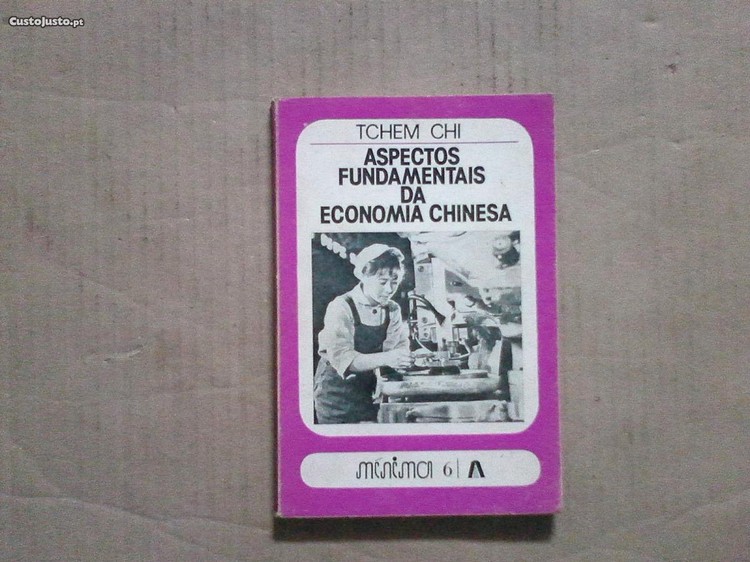 CustoJusto.pt
TCHEM CHI
ASPECTOS
FUNDAMENTAIS
DA
ECONOMIA CHINESA
mínima 6